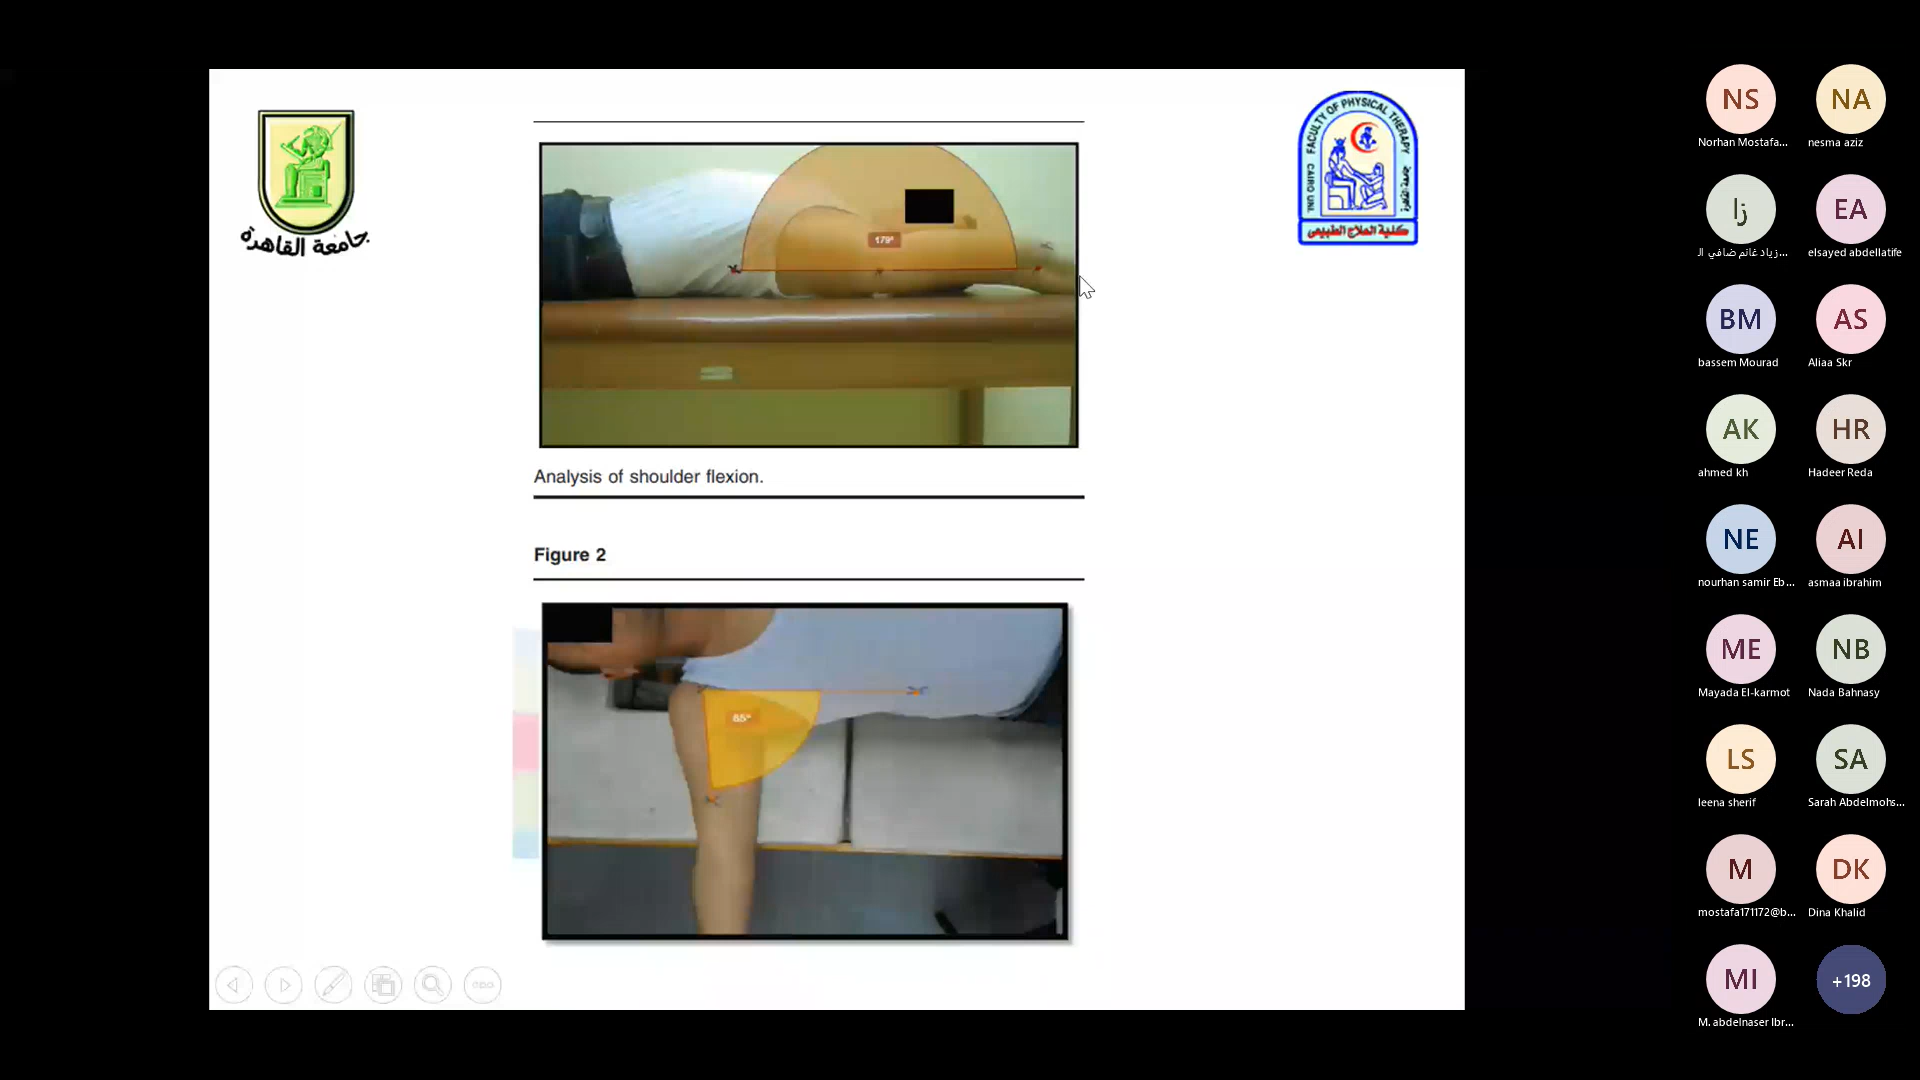 جامعة القاهرة
FACULTY OF PHYSICAL THERAPY
CAIRO UNI.
جامعة القاهرة
كلية العلاج الطبيعى
179°
Analysis of shoulder flexion.
Figure 2
NS
NA
Norhan Mostafa...
nesma aziz
زا
EA
زياد غانم ضافي ال...
elsayed abdellatife
BM
AS
bassem Mourad
Aliaa Skr
AK
HR
ahmed kh
Hadeer Reda
NE
AI
nourhan samir Eb...
asmaa ibrahim
ME
NB
Mayada El-karmot
Nada Bahnasy
LS
SA
leena sherif
Sarah Abdelmohs...
M
DK
mostafa171172@b...
Dina Khalid
MI
+198
M. abdelnaser Ibr...